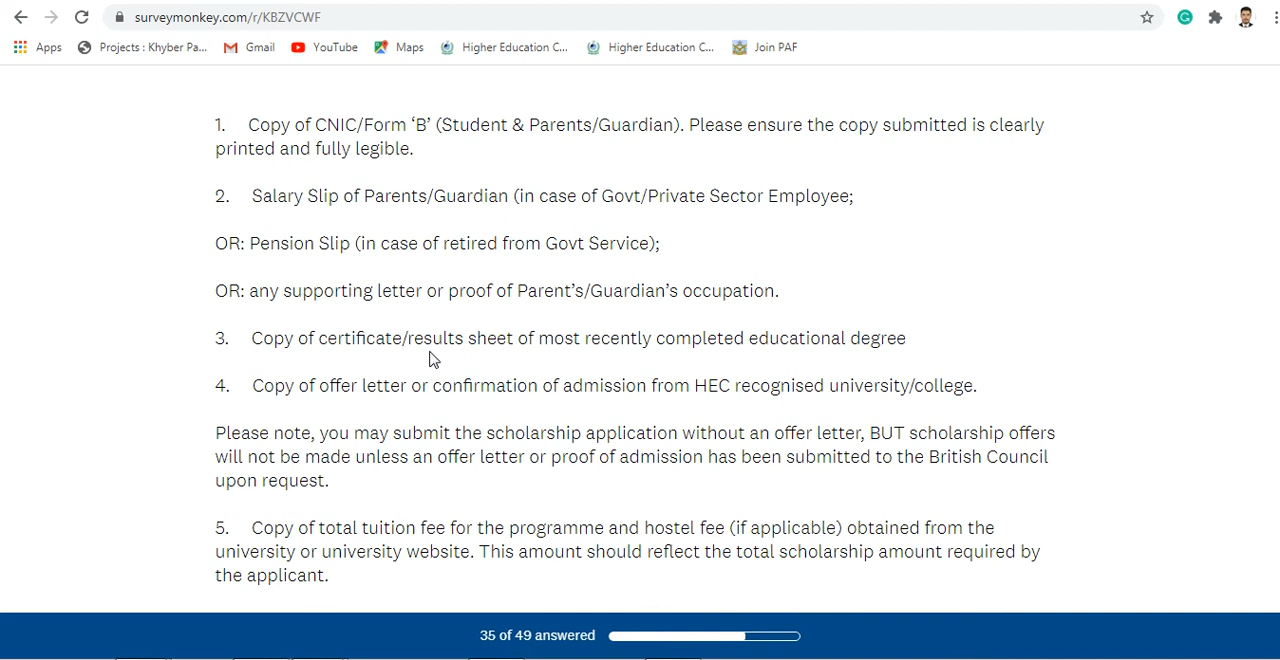 surveymonkey.com/r/KBZVCWF
Apps Projects : Khyber Pa... Gmail YouTube Maps Higher Education C... Higher Education C... Join PAF
1. Copy of CNIC/Form ‘B’ (Student & Parents/Guardian). Please ensure the copy submitted is clearly
printed and fully legible.
2. Salary Slip of Parents/Guardian (in case of Govt/Private Sector Employee;
OR: Pension Slip (in case of retired from Govt Service);
OR: any supporting letter or proof of Parent’s/Guardian’s occupation.
3. Copy of certificate/results sheet of most recently completed educational degree
4. Copy of offer letter or confirmation of admission from HEC recognised university/college.
Please note, you may submit the scholarship application without an offer letter, BUT scholarship offers
will not be made unless an offer letter or proof of admission has been submitted to the British Council
upon request.
5. Copy of total tuition fee for the programme and hostel fee (if applicable) obtained from the
university or university website. This amount should reflect the total scholarship amount required by
the applicant.
35 of 49 answered